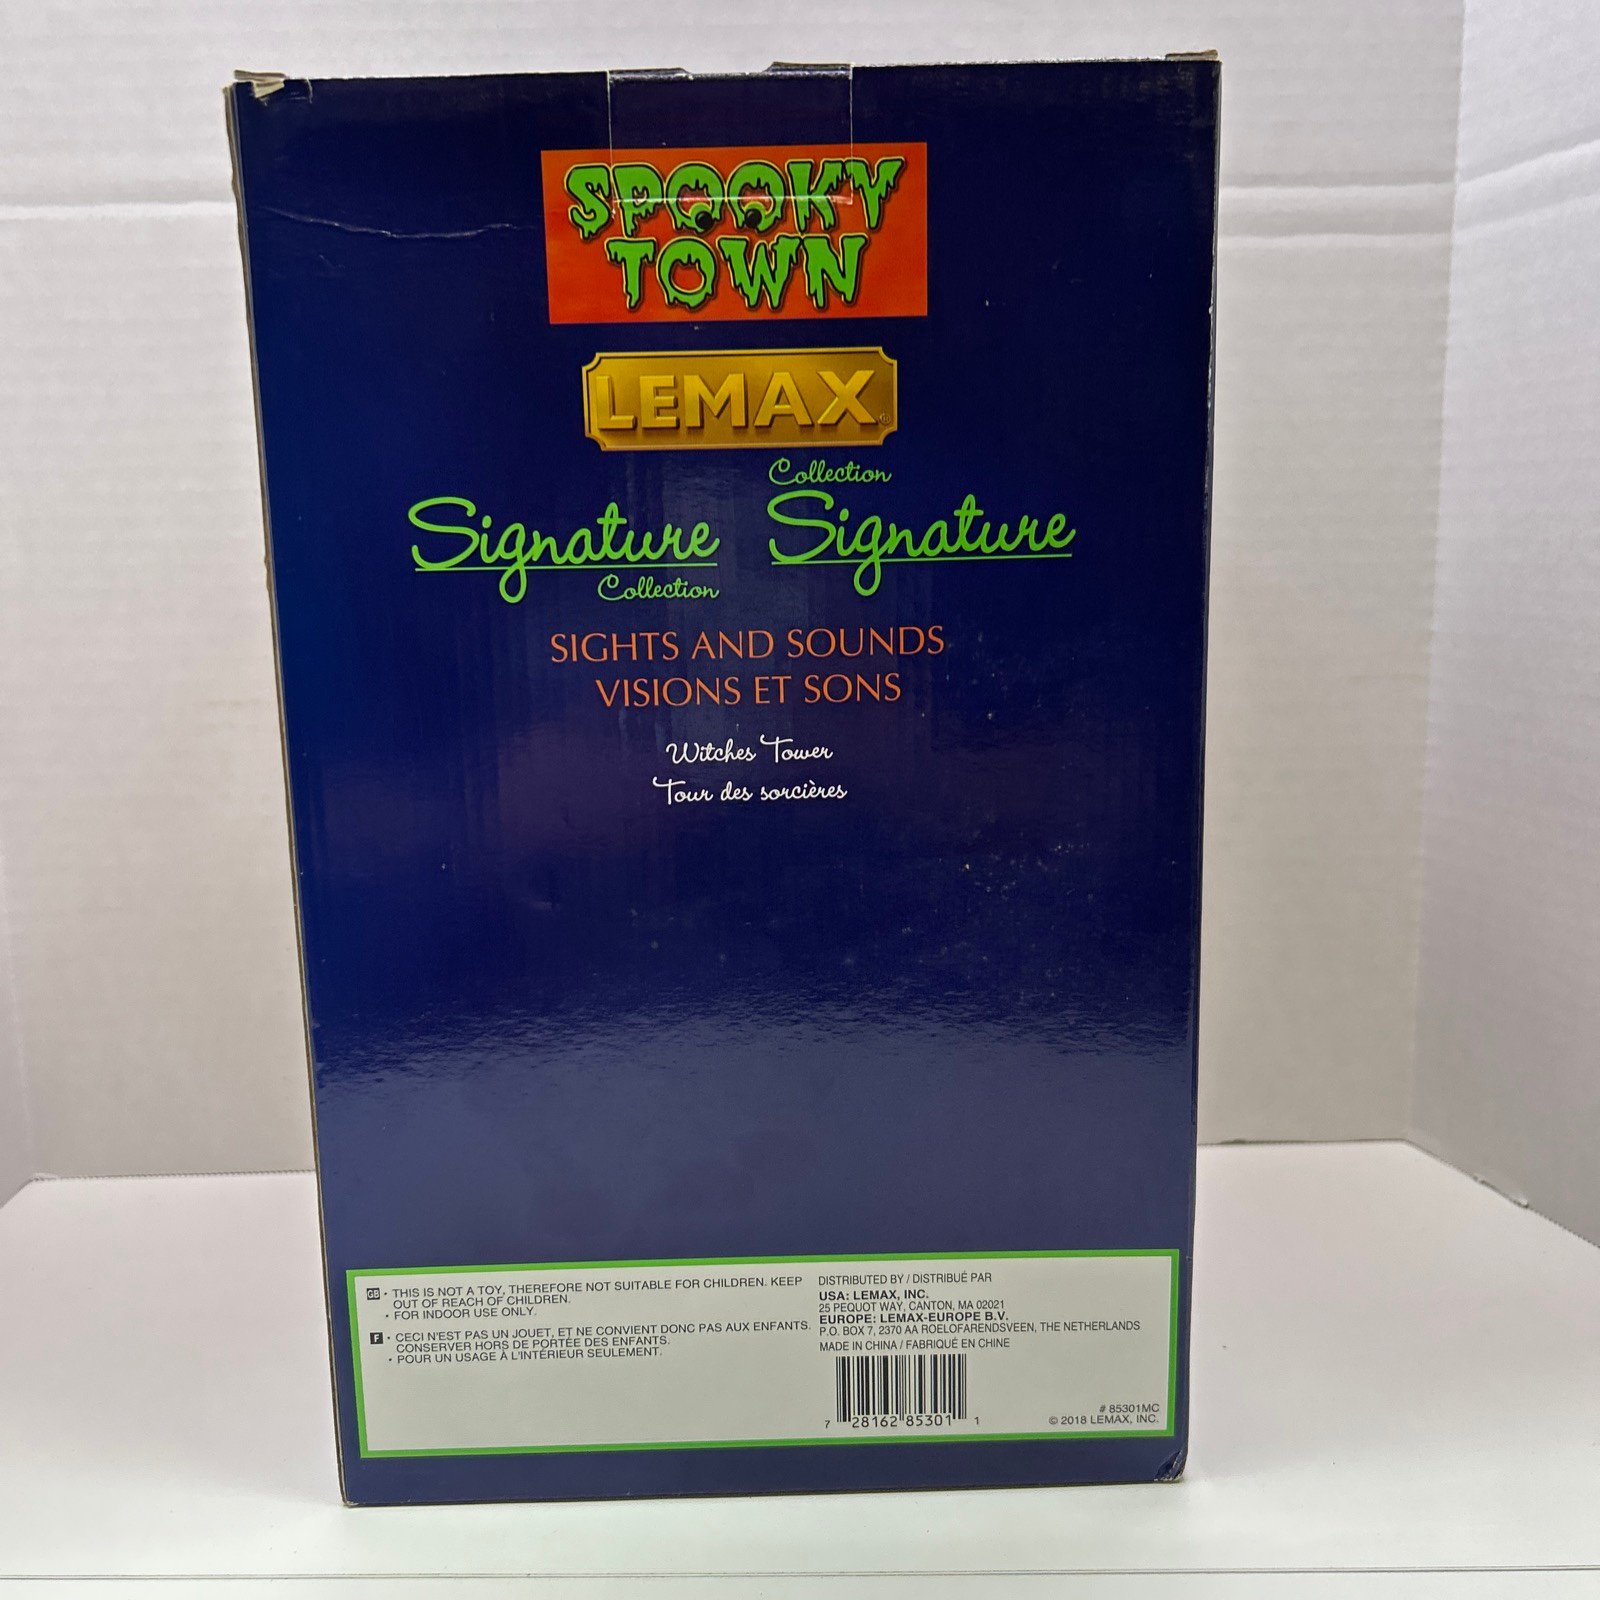 SPOOKY
TOWN
LEMAX®
Signature
Collection
Collection
Signature
SIGHTS AND SOUNDS
VISIONS ET SONS
Witches Tower
Tour des sorcières
GB • THIS IS NOT A TOY, THEREFORE NOT SUITABLE FOR CHILDREN. KEEP
OUT OF REACH OF CHILDREN.
• FOR INDOOR USE ONLY.
F • CECI N'EST PAS UN JOUET, ET NE CONVIENT DONC PAS AUX ENFANTS.
CONSERVER HORS DE PORTÉE DES ENFANTS.
• POUR UN USAGE À L'INTÉRIEUR SEULEMENT.
DISTRIBUTED BY / DISTRIBUÉ PAR
USA: LEMAX, INC.
25 PEQUOT WAY, CANTON, MA 02021
EUROPE: LEMAX-EUROPE B.V.
P.O. BOX 7, 2370 AA ROELOFARENDSVEEN, THE NETHERLANDS
MADE IN CHINA / FABRIQUÉ EN CHINE
7 28162 85301 1
# 85301MC
© 2018 LEMAX, INC.